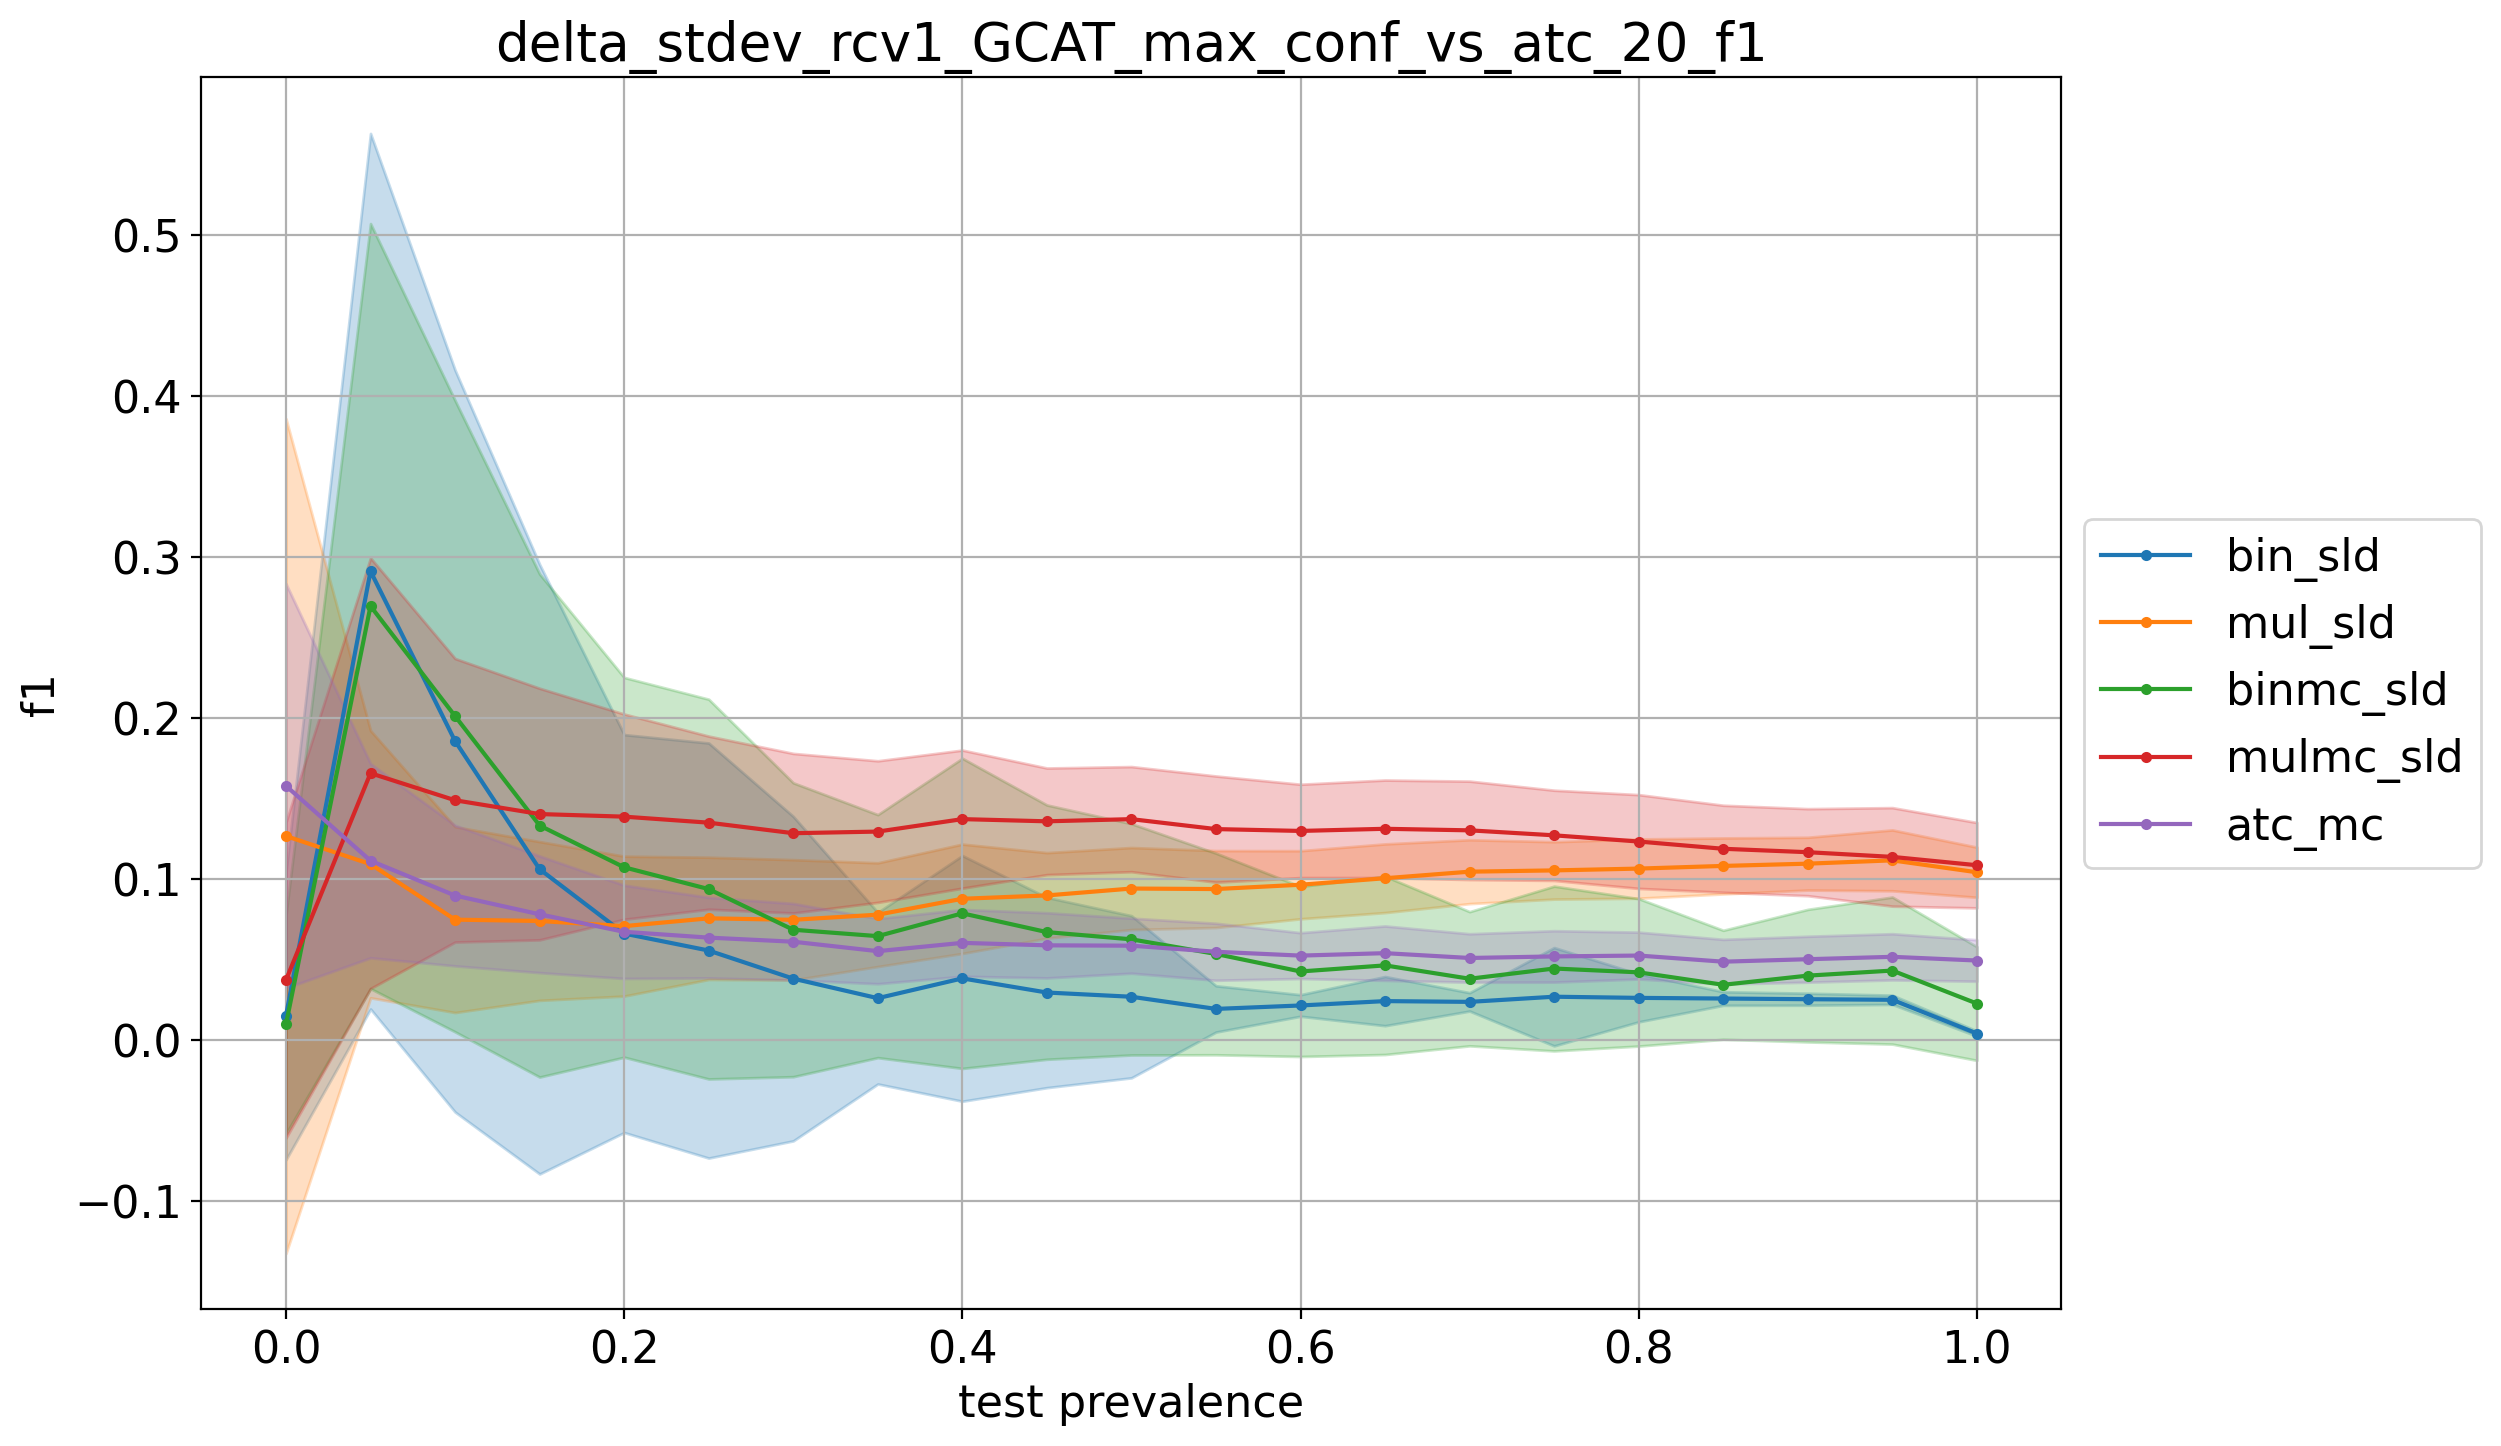 delta_stdev_rcv1_GCAT_max_conf_vs_atc_20_f1
f1
0.5
0.4
0.3
0.2
0.1
0.0
−0.1
0.0 0.2 0.4 0.6 0.8 1.0
test prevalence
bin_sld
mul_sld
binmc_sld
mulmc_sld
atc_mc